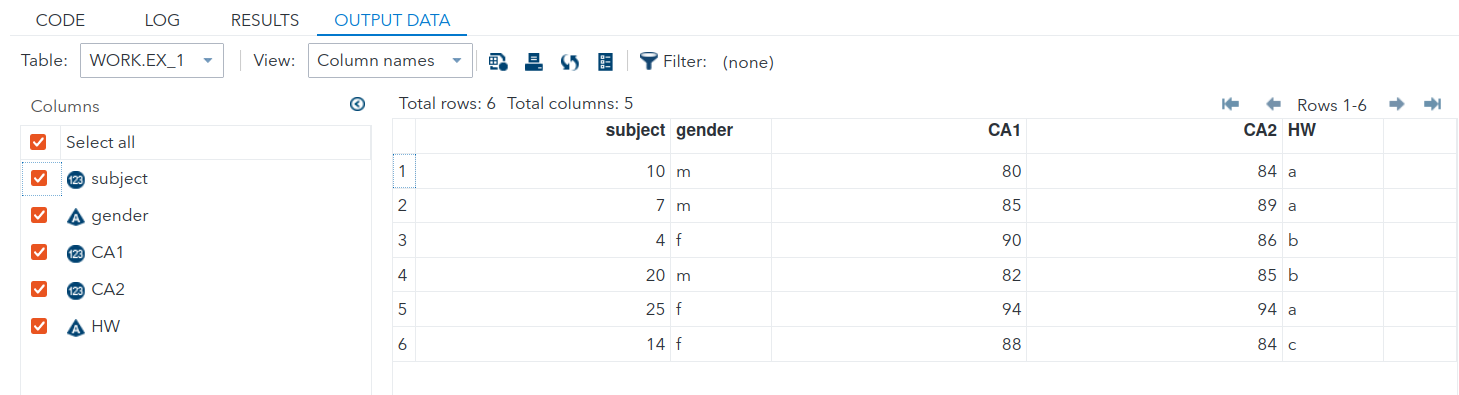 CODE LOG RESULTS OUTPUT DATA
Table: WORK.EX_1 View: Column names Filter: (none)
Columns
Total rows: 6 Total columns: 5 Rows 1-6
Select all
123 subject
A gender
123 CA1
123 CA2
A HW
subject gender CA1 CA2 HW
1 10 m 80 84 a
2 7 m 85 89 a
3 4 f 90 86 b
4 20 m 82 85 b
5 25 f 94 94 a
6 14 f 88 84 c